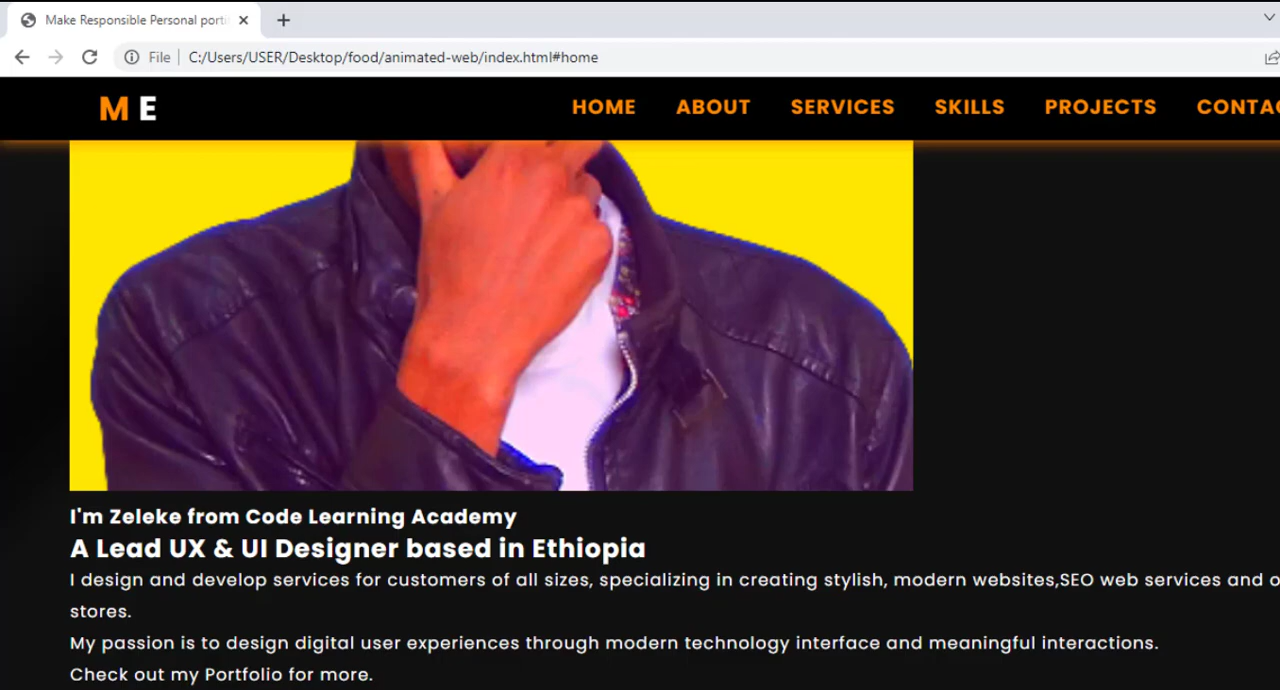 Make Responsible Personal porti
File
C:/Users/USER/Desktop/food/animated-web/index.html#home
M E
HOME ABOUT SERVICES SKILLS PROJECTS CONTAC
I'm Zeleke from Code Learning Academy
A Lead UX & UI Designer based in Ethiopia
I design and develop services for customers of all sizes, specializing in creating stylish, modern websites,SEO web services and o
stores.
My passion is to design digital user experiences through modern technology interface and meaningful interactions.
Check out my Portfolio for more.